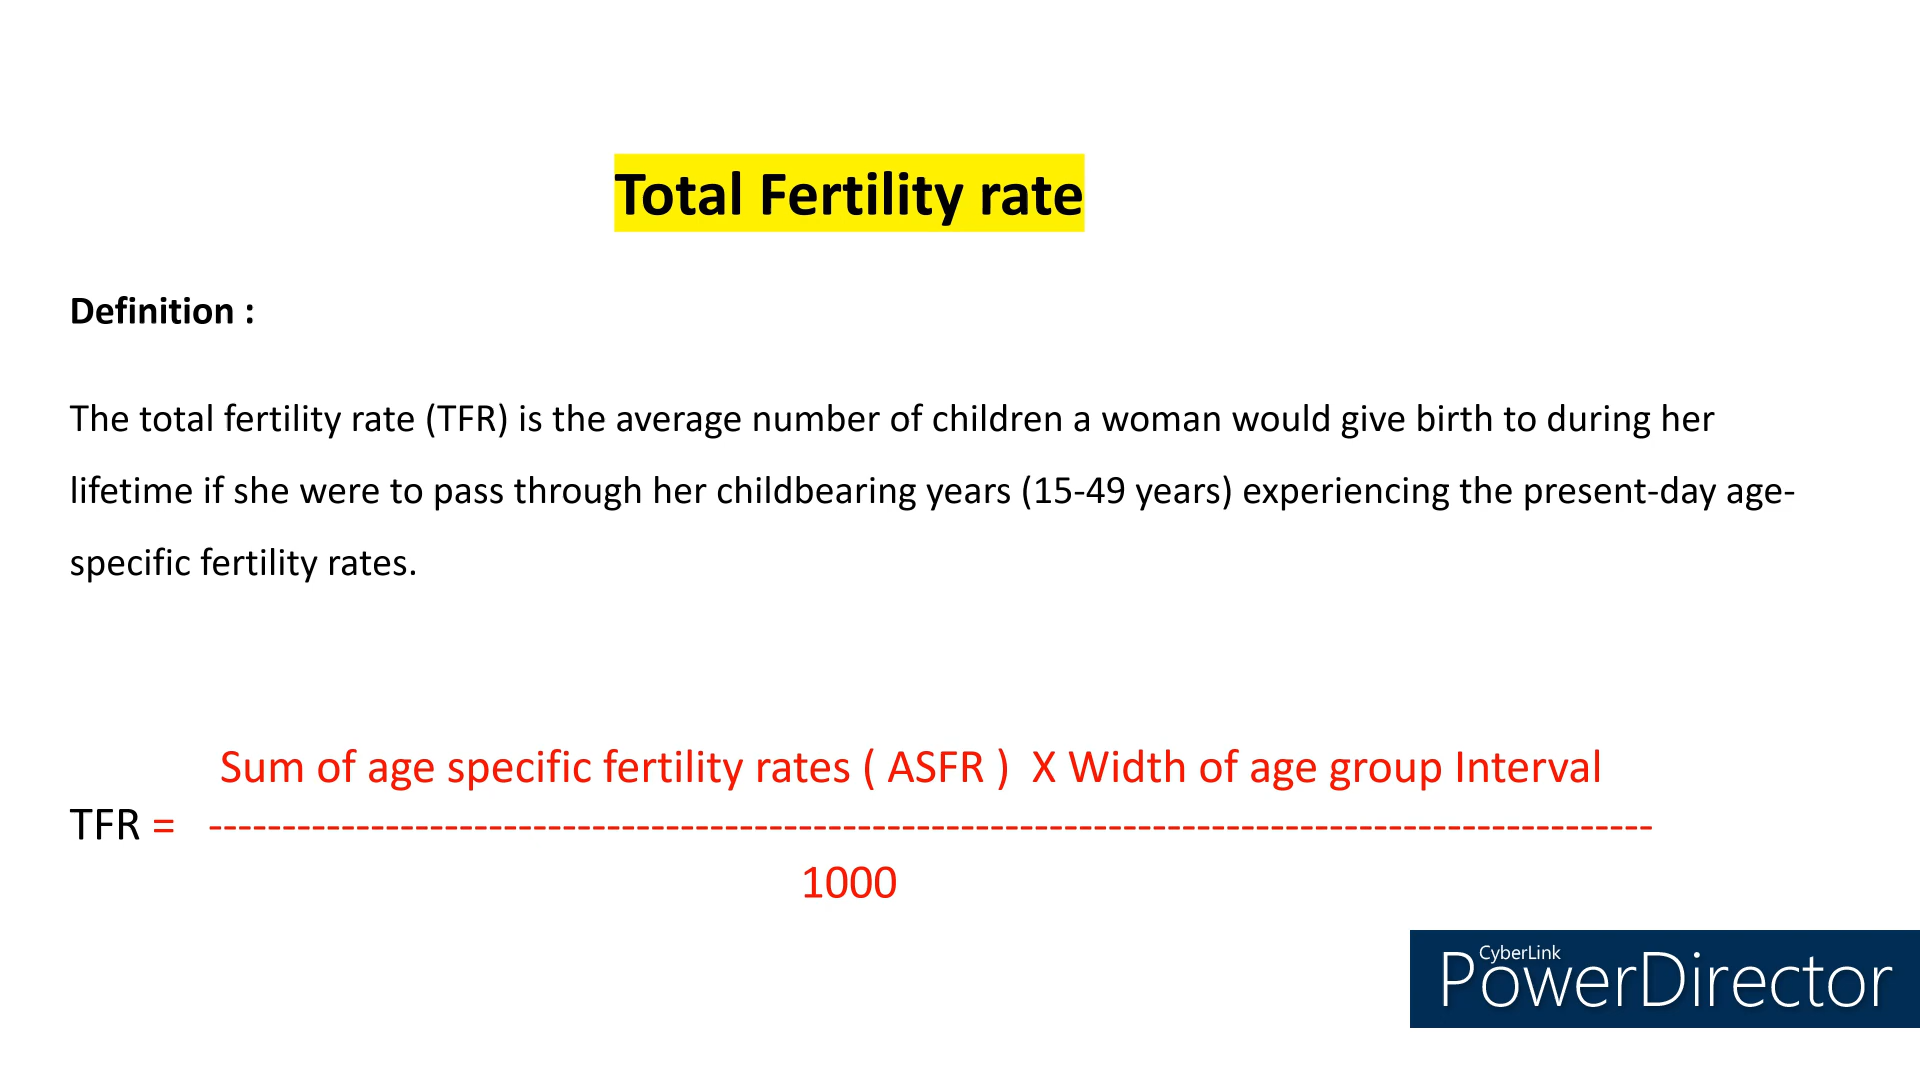 Total Fertility rate
Definition :
The total fertility rate (TFR) is the average number of children a woman would give birth to during her
lifetime if she were to pass through her childbearing years (15-49 years) experiencing the present-day age-
specific fertility rates.
Sum of age specific fertility rates ( ASFR )  X Width of age group Interval
TFR = --------------------------------------------------------------------------------------------------
1000
CyberLink
PowerDirector